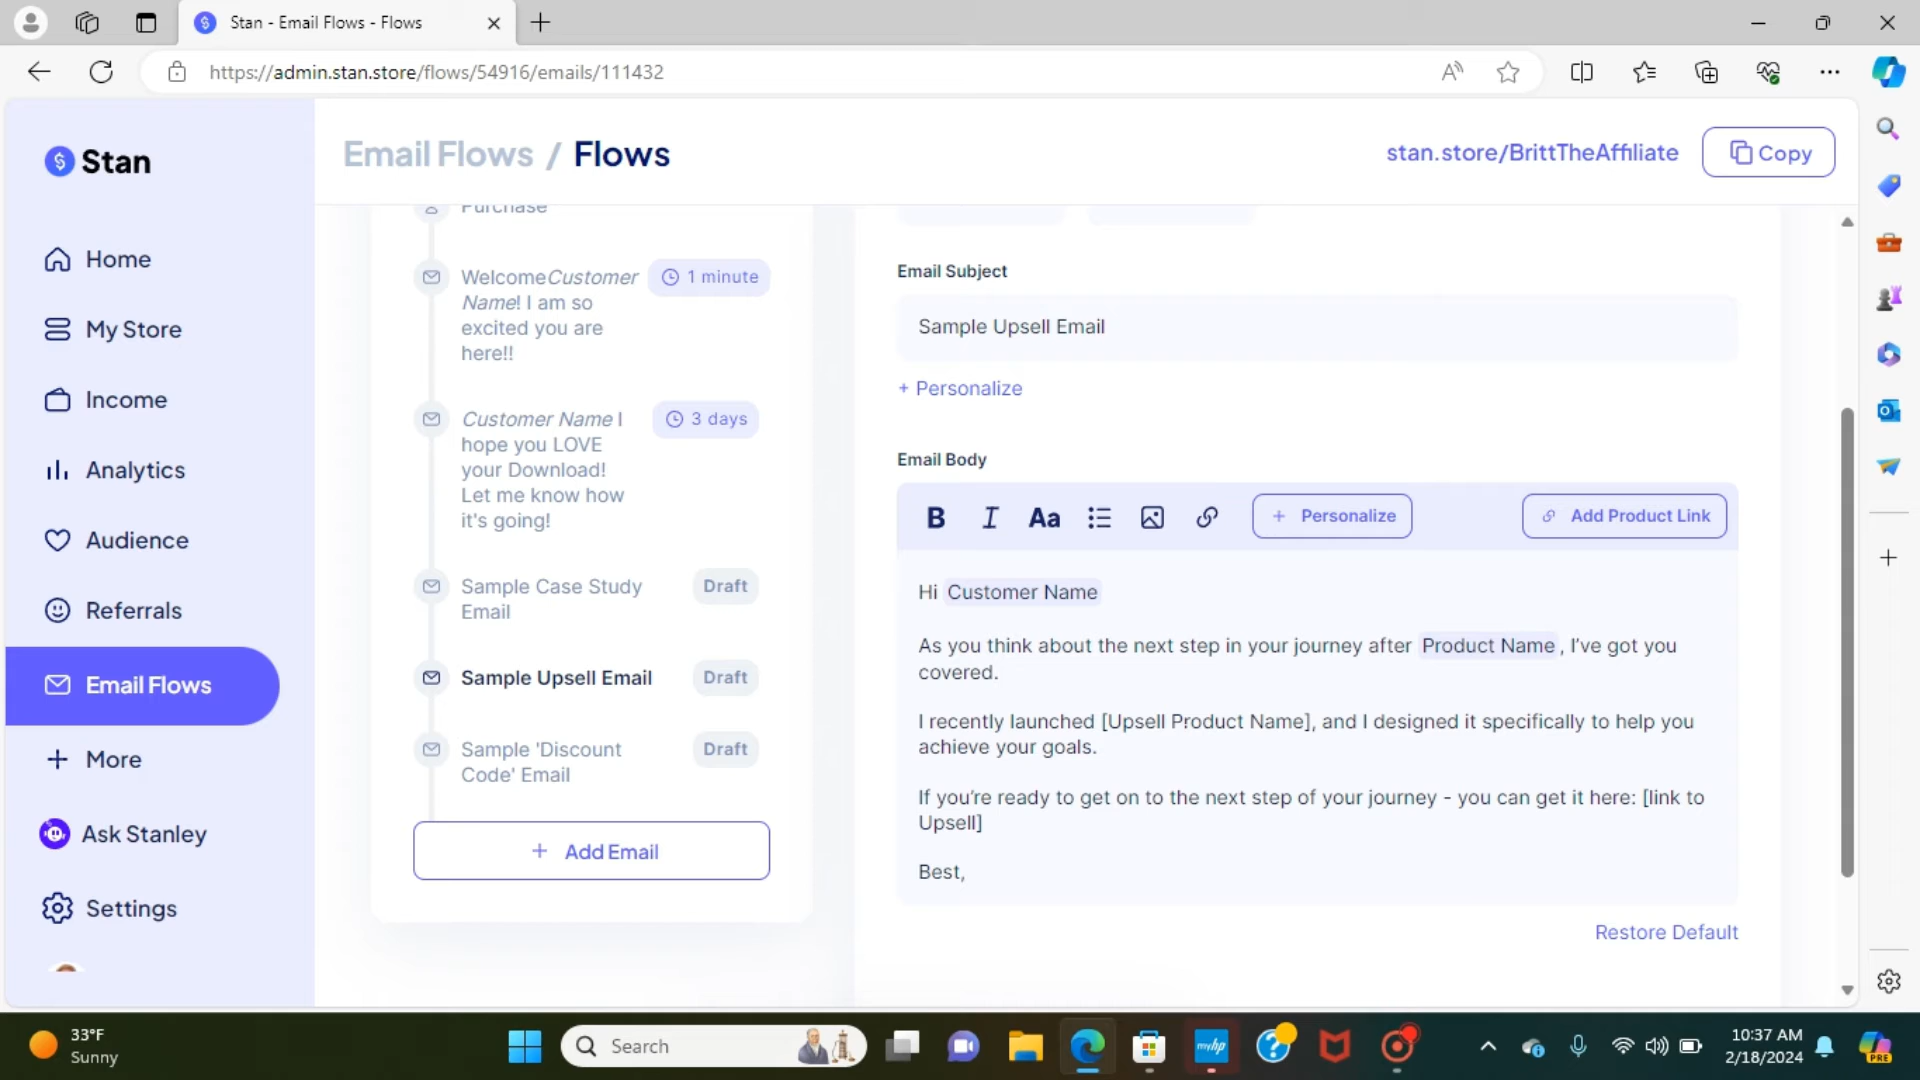 Stan - Email Flows - Flows
https://admin.stan.store/flows/54916/emails/111432
Stan
Home
My Store
Income
Analytics
Audience
Referrals
Email Flows
More
Ask Stanley
Settings
Email Flows / Flows
stan.store/BrittTheAffiliate
Copy
Purchase
Welcome Customer
Name! I am so
excited you are
here!!
1 minute
Customer Name I
hope you LOVE
your Download!
Let me know how
it's going!
3 days
Sample Case Study
Email
Draft
Sample Upsell Email
Draft
Sample 'Discount
Code' Email
Draft
+ Add Email
Email Subject
Sample Upsell Email
+ Personalize
Email Body
B I Aa
+ Personalize
Add Product Link
Hi Customer Name
As you think about the next step in your journey after Product Name , I’ve got you
covered.
I recently launched [Upsell Product Name], and I designed it specifically to help you
achieve your goals.
If you’re ready to get on to the next step of your journey - you can get it here: [link to
Upsell]
Best,
Restore Default
33°F
Sunny
Search
myhp
10:37 AM
2/18/2024
PRE